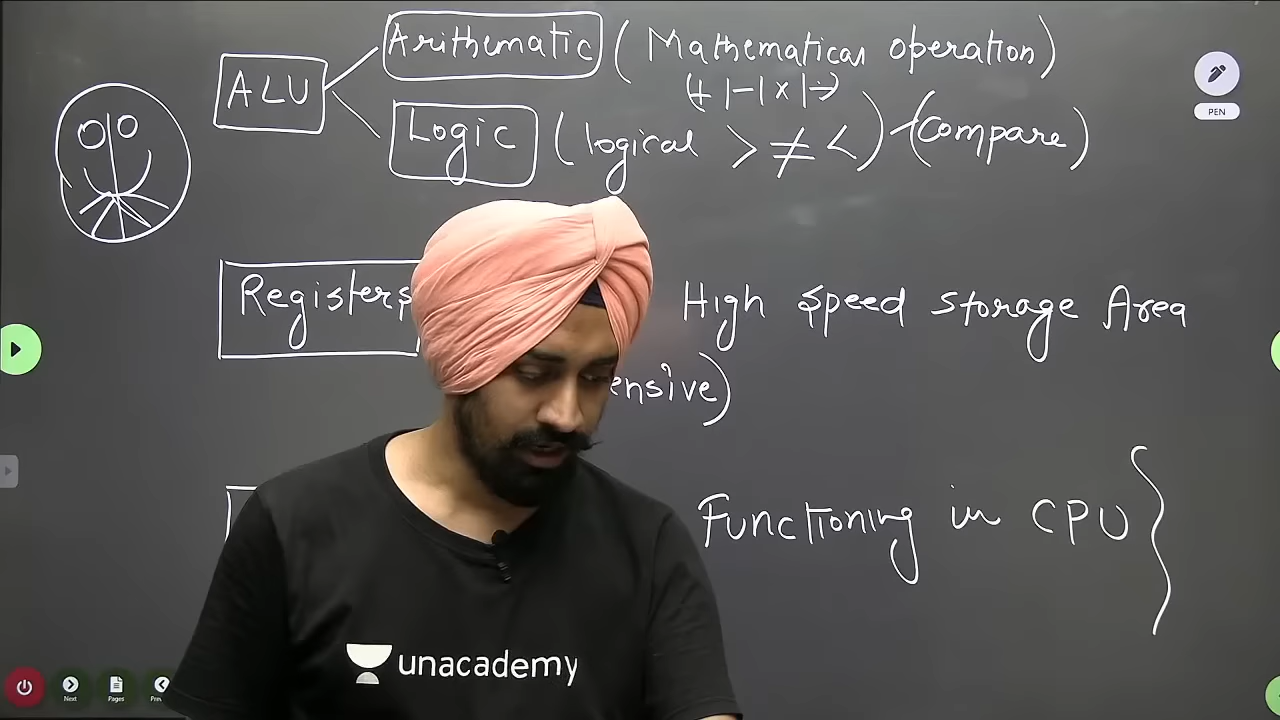 Arithematic (Mathematical operation)
(+|-|x|÷)
ALU
Logic (logical > ≠ <) - (Compare)
PEN
Registers High speed storage Area
ensive)
Functioning in CPU }
unacademy
Next Pages